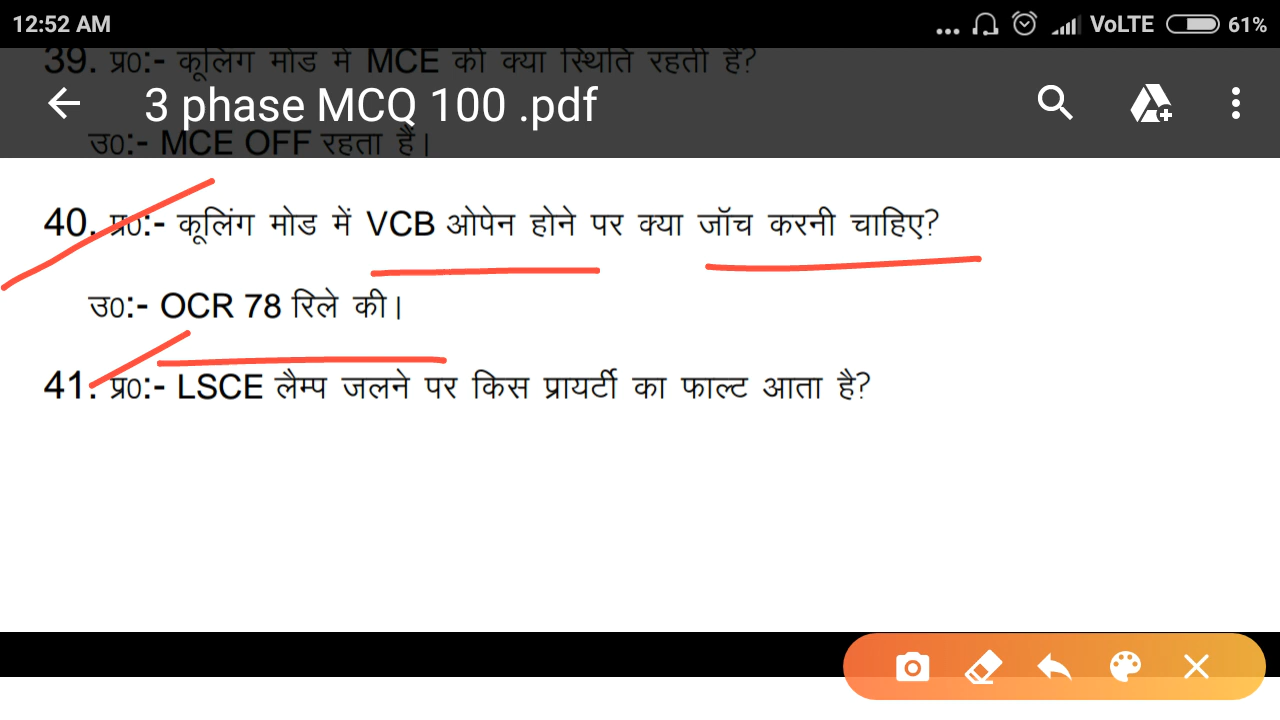 12:52 AM
VoLTE 61%
39. प्र0:- कूलिंग मोड में MCE की क्या स्थिति रहती है?
3 phase MCQ 100 .pdf
उ0:- MCE OFF रहता हैं।
40. प्र0:- कूलिंग मोड में VCB ओपेन होने पर क्या जॉच करनी चाहिए?
उ0:- OCR 78 रिले की।
41. प्र0:- LSCE लैम्प जलने पर किस प्रायर्टी का फाल्ट आता है?